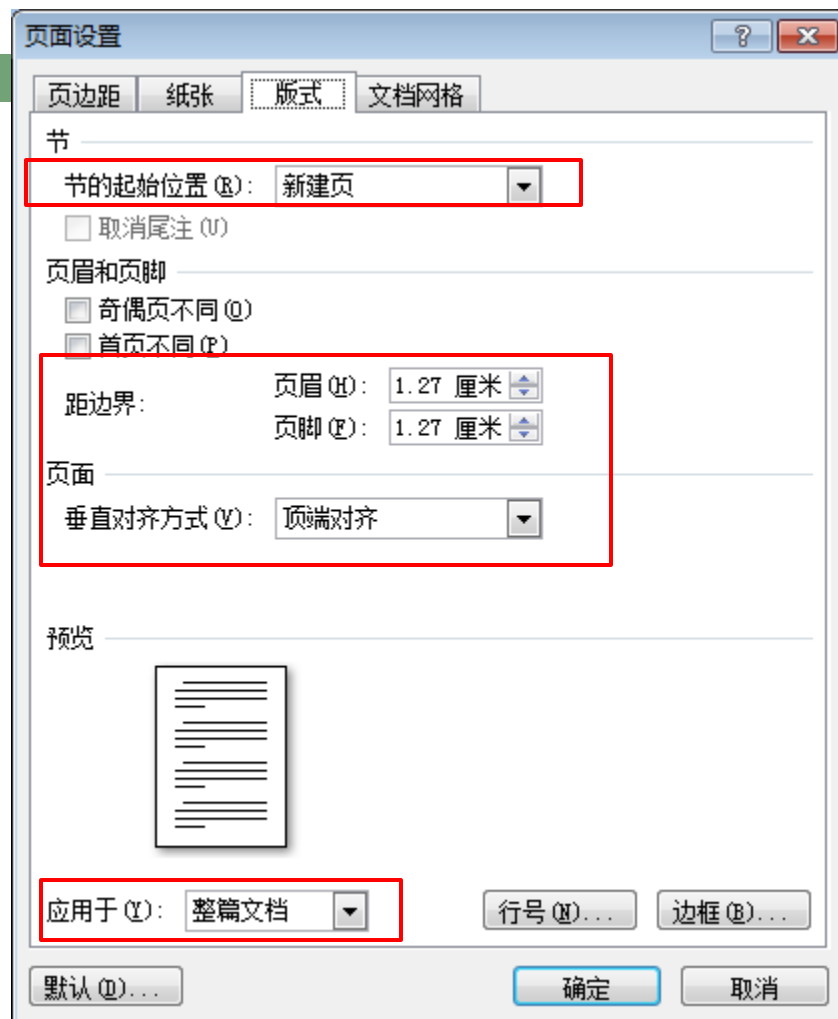 页面设置
页边距 纸张 版式 文档网格
节
节的起始位置(R): 新建页
取消尾注(U)
页眉和页脚
奇偶页不同(O)
首页不同(P)
距边界:
页眉(H): 1.27 厘米
页脚(F): 1.27 厘米
页面
垂直对齐方式(V): 顶端对齐
预览
应用于(Y): 整篇文档
行号(N)... 边框(B)...
默认(D)... 确定 取消